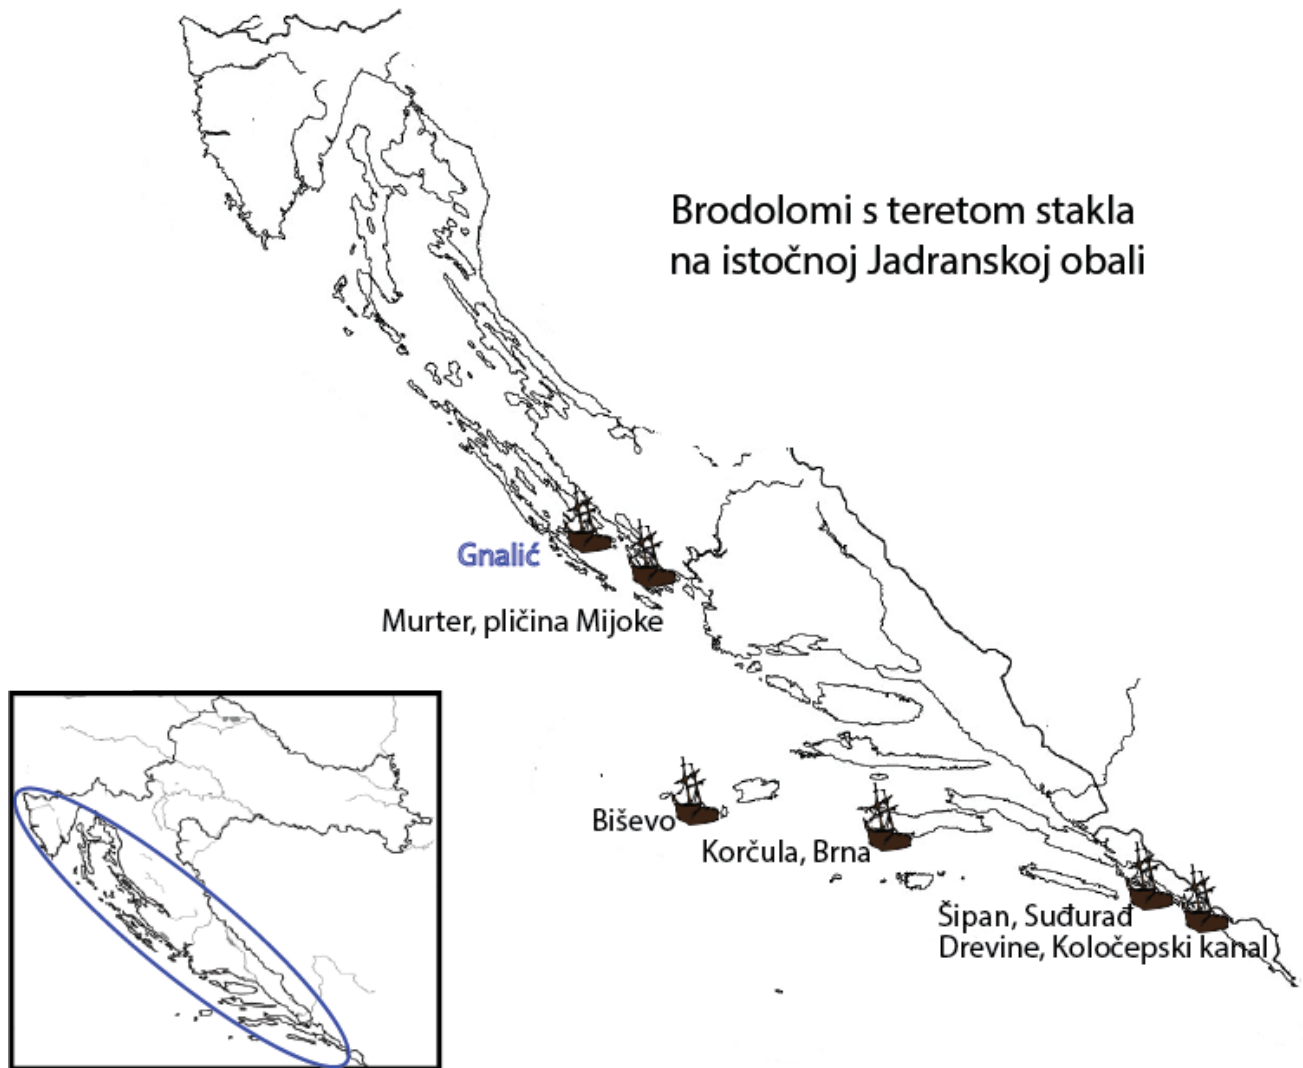 Brodolomi s teretom stakla
na istočnoj Jadranskoj obali
Gnalić
Murter, pličina Mijoke
Biševo
Korčula, Brna
Šipan, Suđurađ
Drevine, Koločepski kanal